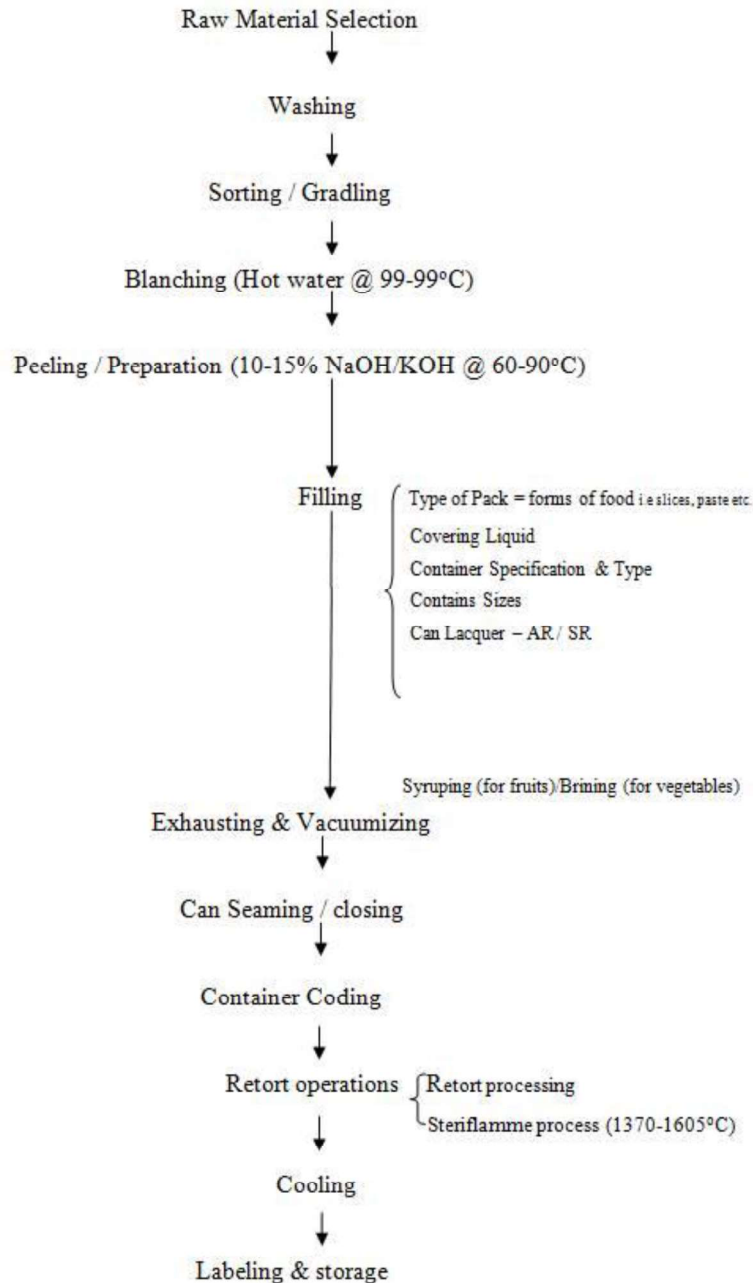 Raw Material Selection
Washing
Sorting / Gradling
Blanching (Hot water @ 99-99°C)
Peeling / Preparation (10-15% NaOH/KOH @ 60-90°C)
Filling
Type of Pack = forms of food i.e slices, paste etc.
Covering Liquid
Container Specification & Type
Contains Sizes
Can Lacquer – AR / SR
Syruping (for fruits)/Brining (for vegetables)
Exhausting & Vacuumizing
Can Seaming / closing
Container Coding
Retort operations
Retort processing
Steriflamme process (1370-1605°C)
Cooling
Labeling & storage